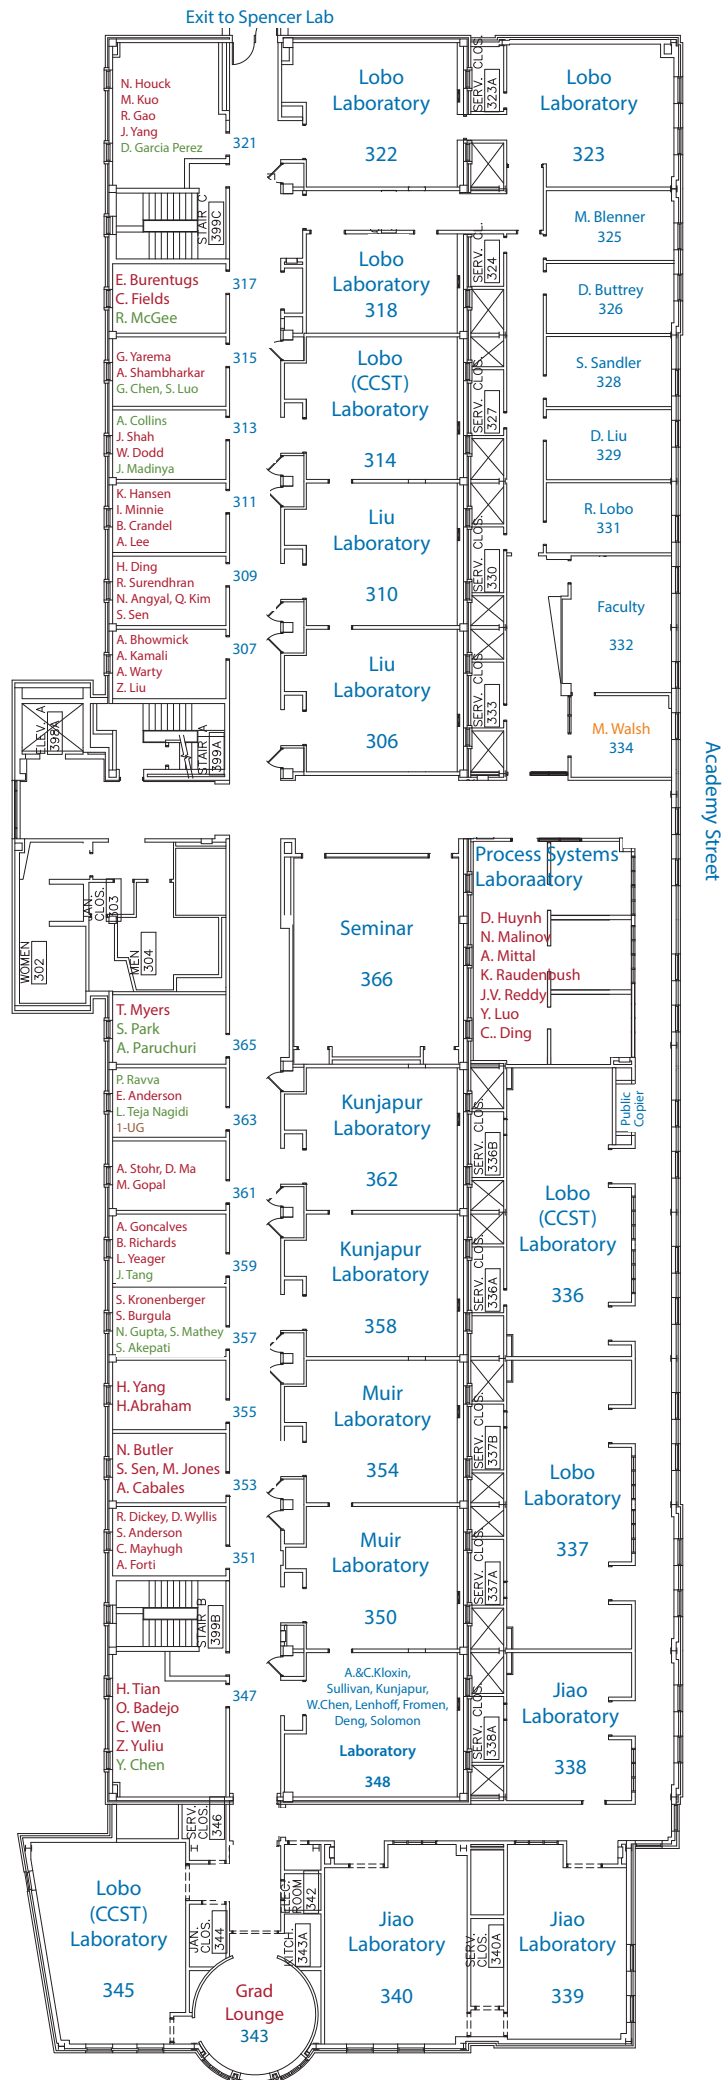 Exit to Spencer Lab
N. Houck
M. Kuo
R. Gao
J. Yang
D. Garcia Perez
321
Lobo
Laboratory
322
SERV. CLOS.
323A
Lobo
Laboratory
323
STAIR C
399C
M. Blenner
325
E. Burentugs
C. Fields
R. McGee
317
Lobo
Laboratory
318
SERV. CL.
324
D. Buttrey
326
G. Yarema
A. Shambharkar
G. Chen, S. Luo
315
Lobo
(CCST)
Laboratory
314
SERV. CLOS.
327
S. Sandler
328
A. Collins
J. Shah
W. Dodd
J. Madinya
313
D. Liu
329
K. Hansen
I. Minnie
B. Crandel
A. Lee
311
Liu
Laboratory
310
SERV. CLOS.
330
R. Lobo
331
H. Ding
R. Surendhran
N. Angyal, Q. Kim
S. Sen
309
Faculty
332
A. Bhowmick
A. Kamali
A. Warty
Z. Liu
307
Liu
Laboratory
306
SERV. CLOS.
333
M. Walsh
334
ELEV. A
398A
STAIR A
399A
Academy Street
WOMEN
302
JAN. CLOS.
303
MEN
304
Seminar
366
Process Systems
Laboraatory
D. Huynh
N. Malinov
A. Mittal
K. Raudenbush
J.V. Reddy
Y. Luo
C.. Ding
T. Myers
S. Park
A. Paruchuri
365
P. Ravva
E. Anderson
L. Teja Nagidi
1-UG
363
Kunjapur
Laboratory
362
SERV. CLOS.
336B
Public
Copier
A. Stohr, D. Ma
M. Gopal
361
Lobo
(CCST)
Laboratory
336
A. Goncalves
B. Richards
L. Yeager
J. Tang
359
Kunjapur
Laboratory
358
SERV. CLOS.
336A
S. Kronenberger
S. Burgula
N. Gupta, S. Mathey
S. Akepati
357
H. Yang
H.Abraham
355
Muir
Laboratory
354
SERV. CLOS.
337B
N. Butler
S. Sen, M. Jones
A. Cabales
353
Lobo
Laboratory
337
R. Dickey, D. Wyllis
S. Anderson
C. Mayhugh
A. Forti
351
Muir
Laboratory
350
SERV. CLOS.
337A
STAIR B
399B
H. Tian
O. Badejo
C. Wen
Z. Yuliu
Y. Chen
347
A.&C.Kloxin,
Sullivan, Kunjapur,
W.Chen, Lenhoff, Fromen,
Deng, Solomon
Laboratory
348
SERV. CLOS.
338A
Jiao
Laboratory
338
SERV.
CLOS.
346
Lobo
(CCST)
Laboratory
345
JAN.
CLOS.
344
ELEC.
ROOM
342
KITCH.
343A
Grad
Lounge
343
Jiao
Laboratory
340
SERV.
CLOS.
340A
Jiao
Laboratory
339